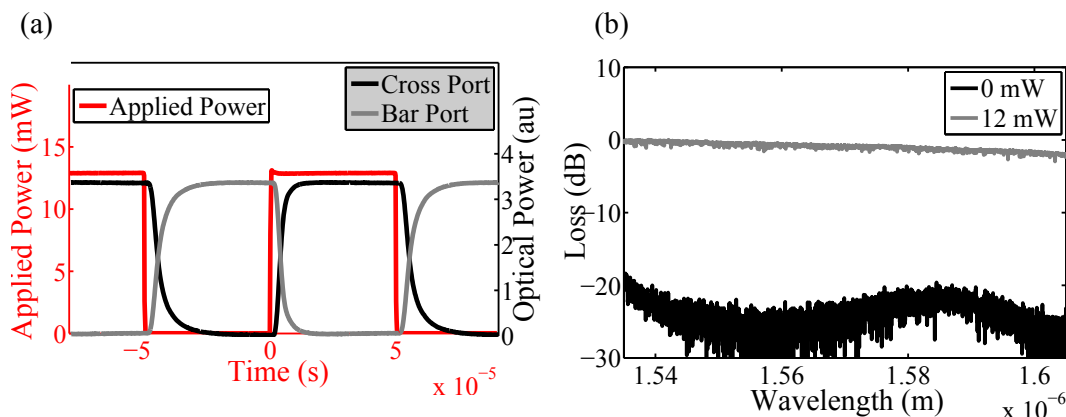 (a)
Applied Power
Cross Port
Bar Port
Applied Power (mW)
15
10
5
0
Optical Power (au)
4
3
2
1
0
−5
0
5
Time (s)
x 10⁻⁵
(b)
0 mW
12 mW
Loss (dB)
10
0
−10
−20
−30
1.54
1.56
1.58
1.6
Wavelength (m)
x 10⁻⁶